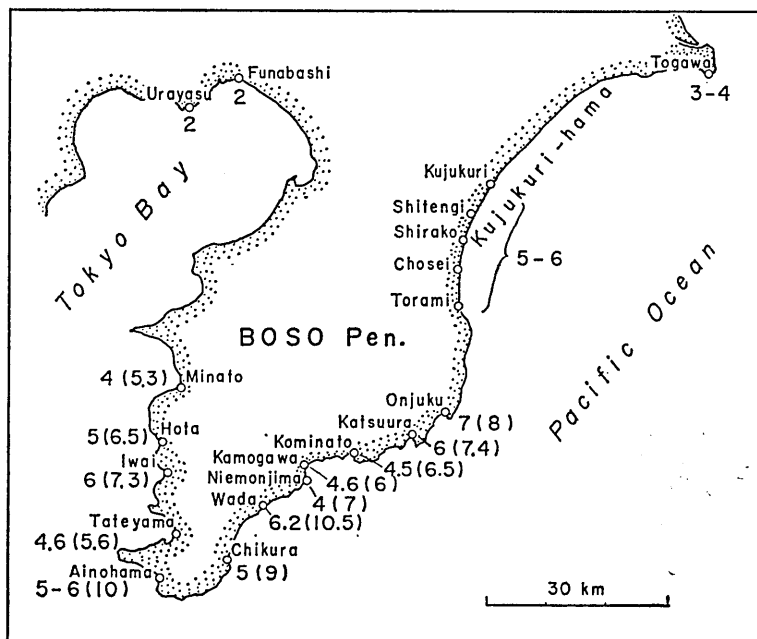 Togawa
3-4
Funabashi
2
Urayasu
2
Tokyo Bay
Kujukuri
Kujukuri-hama
Shitengi
Shirako
Chosei
Torami
5-6
Pacific Ocean
BOSO Pen.
Minato
4 (5.3)
Hota
5 (6.5)
Iwai
6 (7.3)
Tateyama
4.6 (5.6)
Ainohama
5-6 (10)
Onjuku
7 (8)
Katsuura
6 (7.4)
Kominato
4.5 (6.5)
Kamogawa
4.6 (6)
Niemonjima
4 (7)
Wada
6.2 (10.5)
Chikura
5 (9)
30 km